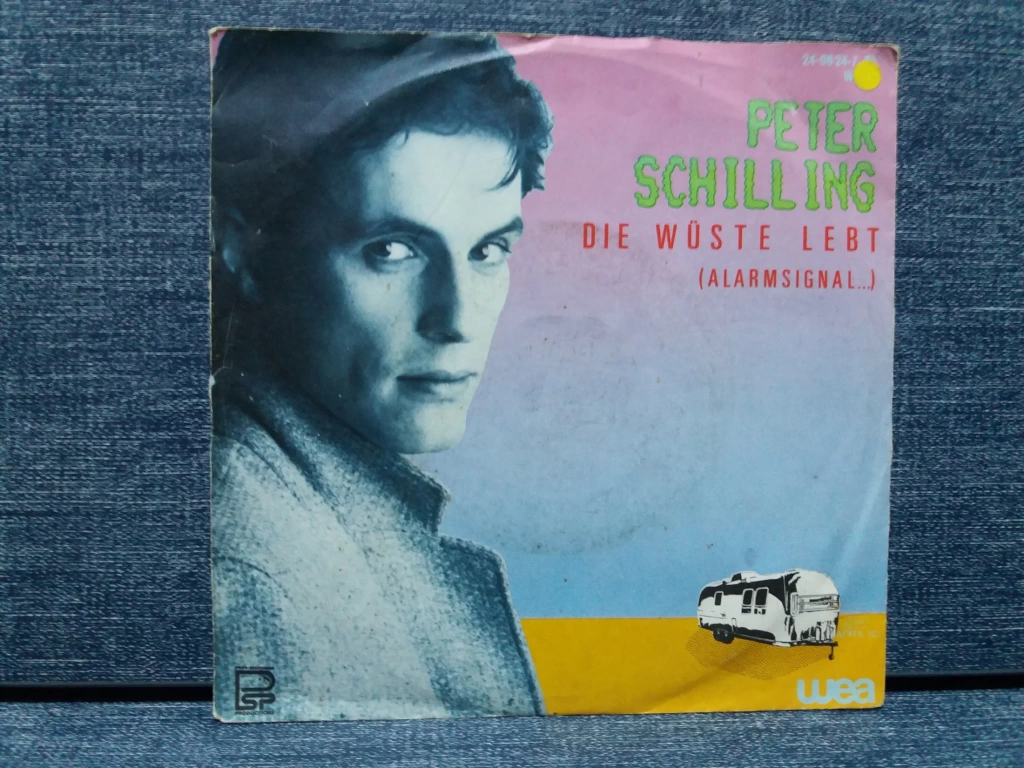 PETER
SCHILLING
DIE WÜSTE LEBT
(ALARMSIGNAL...)
wea